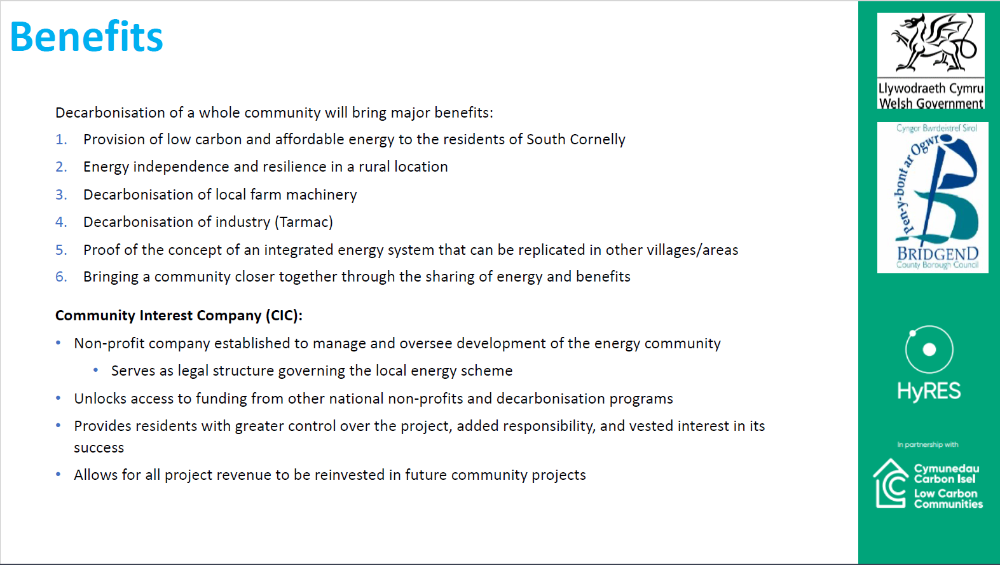 Benefits
Decarbonisation of a whole community will bring major benefits:
1. Provision of low carbon and affordable energy to the residents of South Cornelly
2. Energy independence and resilience in a rural location
3. Decarbonisation of local farm machinery
4. Decarbonisation of industry (Tarmac)
5. Proof of the concept of an integrated energy system that can be replicated in other villages/areas
6. Bringing a community closer together through the sharing of energy and benefits
Community Interest Company (CIC):
• Non-profit company established to manage and oversee development of the energy community
• Serves as legal structure governing the local energy scheme
• Unlocks access to funding from other national non-profits and decarbonisation programs
• Provides residents with greater control over the project, added responsibility, and vested interest in its
success
• Allows for all project revenue to be reinvested in future community projects
Llywodraeth Cymru
Welsh Government
Cyngor Bwrdeistref Sirol
Pen-y-bont ar Ogwr
BRIDGEND
County Borough Council
HyRES
In partnership with
Cymunedau
Carbon Isel
Low Carbon
Communities